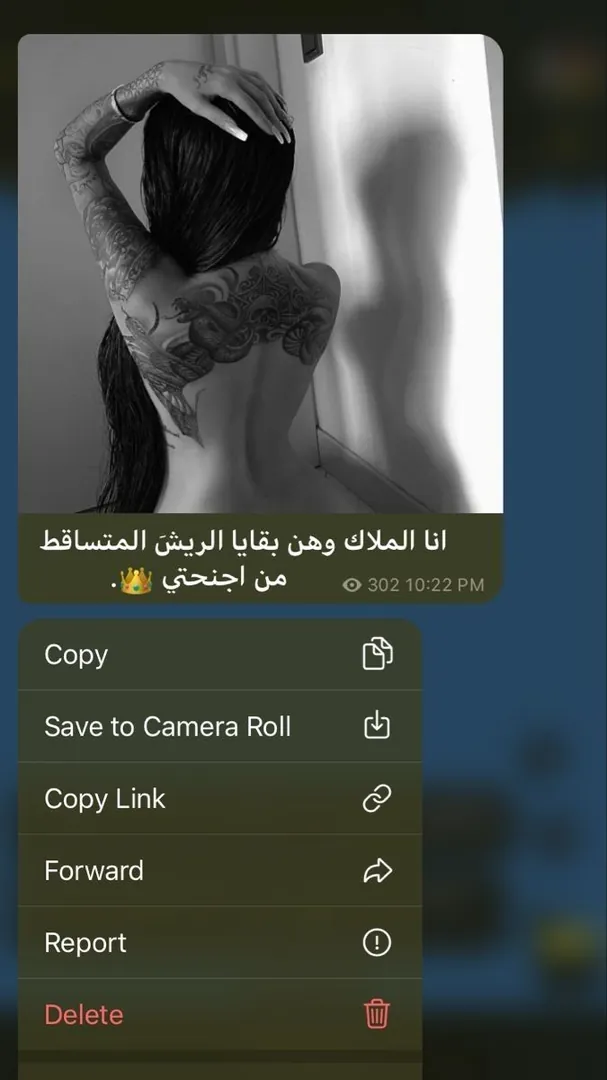 انا الملاك وهن بقايا الريشَ المتساقط
من اجنحتي 👑.
302 10:22 PM
Copy
Save to Camera Roll
Copy Link
Forward
Report
Delete